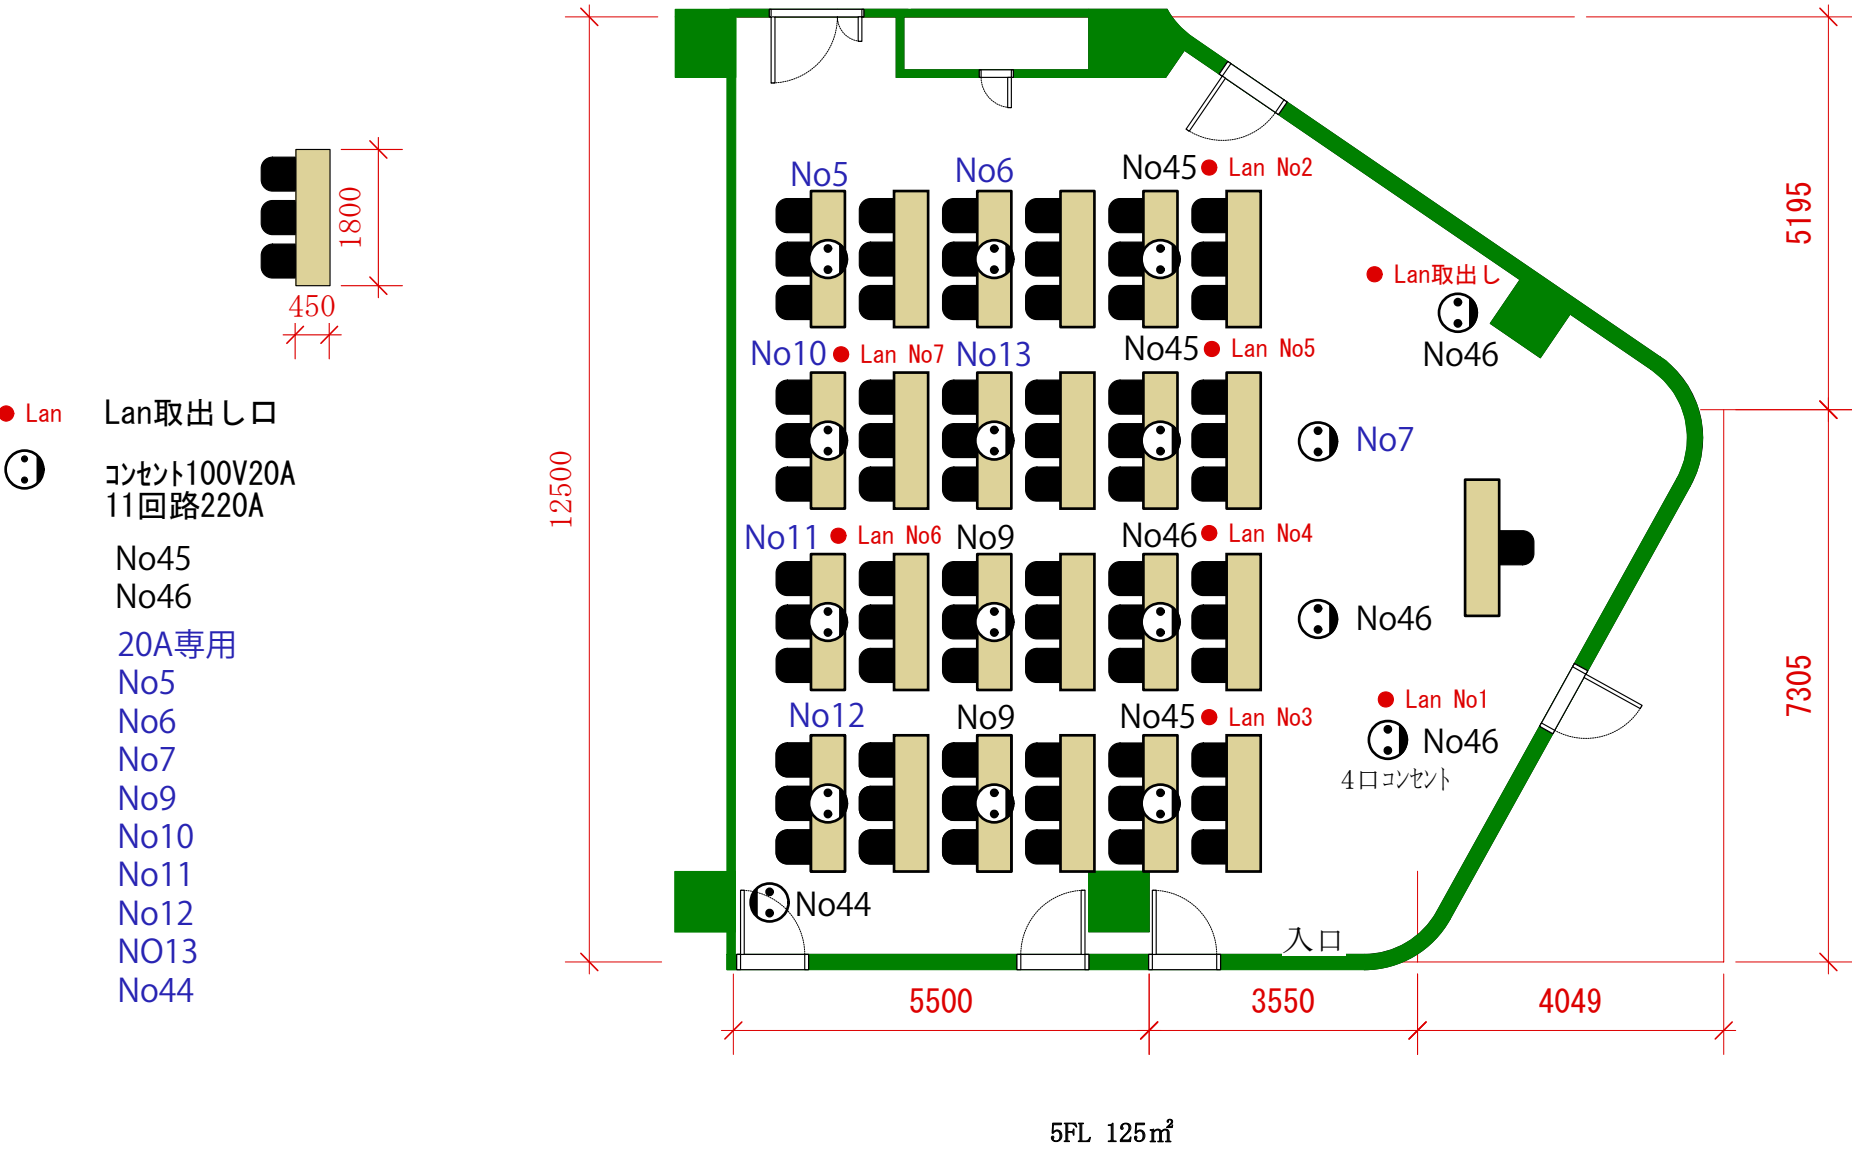 No5
No6
No45
Lan No2
5195
1800
450
Lan取出し
No46
No10
Lan No7
No13
No45
Lan No5
Lan
Lan取出し口
No7
コンセント100V20A
11回路220A
12500
No11
Lan No6
No9
No46
Lan No4
No45
No46
No46
20A専用
No5
No6
No7
No9
No10
No11
No12
NO13
No44
No12
No9
No45
Lan No3
Lan No1
No46
4口コンセント
7305
No44
入口
5500
3550
4049
5FL 125㎡